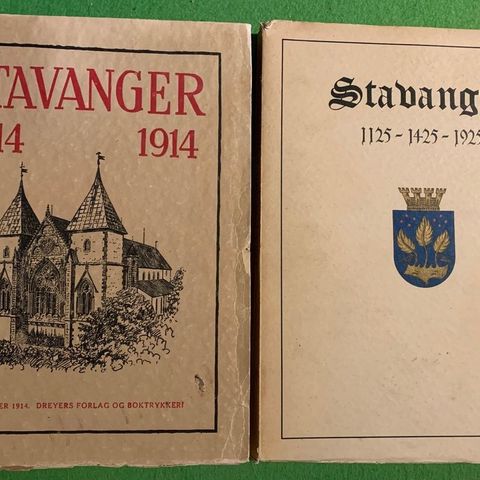 TAVANGER
14 1914
ER 1914. DREYERS FORLAG OG BOKTRYKKERI
Stavang
1125 - 1425 - 1925